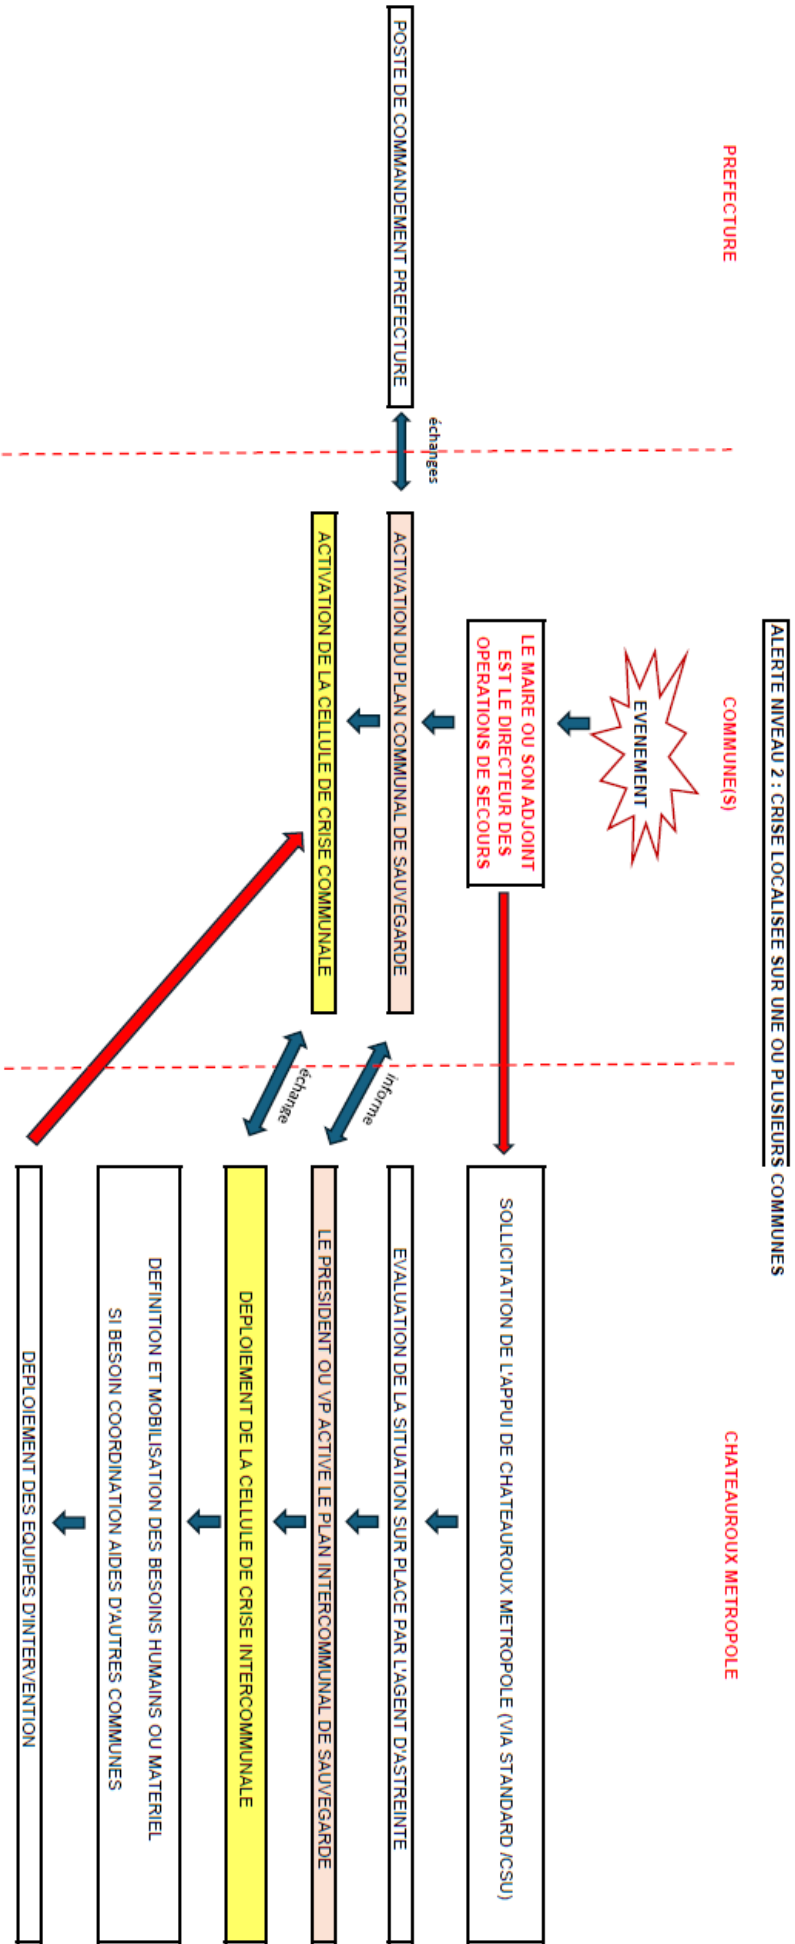 ALERTE NIVEAU 2 : CRISE LOCALISEE SUR UNE OU PLUSIEURS COMMUNES
PREFECTURE
COMMUNE(S)
CHATEAUROUX METROPOLE
EVENEMENT
LE MAIRE OU SON ADJOINT
EST LE DIRECTEUR DES
OPERATIONS DE SECOURS
SOLLICITATION DE L'APPUI DE CHATEAUROUX METROPOLE (VIA STANDARD /CSU)
POSTE DE COMMANDEMENT PREFECTURE
échanges
ACTIVATION DU PLAN COMMUNAL DE SAUVEGARDE
EVALUATION DE LA SITUATION SUR PLACE PAR L'AGENT D'ASTREINTE
informe
ACTIVATION DE LA CELLULE DE CRISE COMMUNALE
LE PRESIDENT OU VP ACTIVE LE PLAN INTERCOMMUNAL DE SAUVEGARDE
échange
DEPLOIEMENT DE LA CELLULE DE CRISE INTERCOMMUNALE
DEFINITION ET MOBILISATION DES BESOINS HUMAINS OU MATERIEL
SI BESOIN COORDINATION AIDES D'AUTRES COMMUNES
DEPLOIEMENT DES EQUIPES D'INTERVENTION